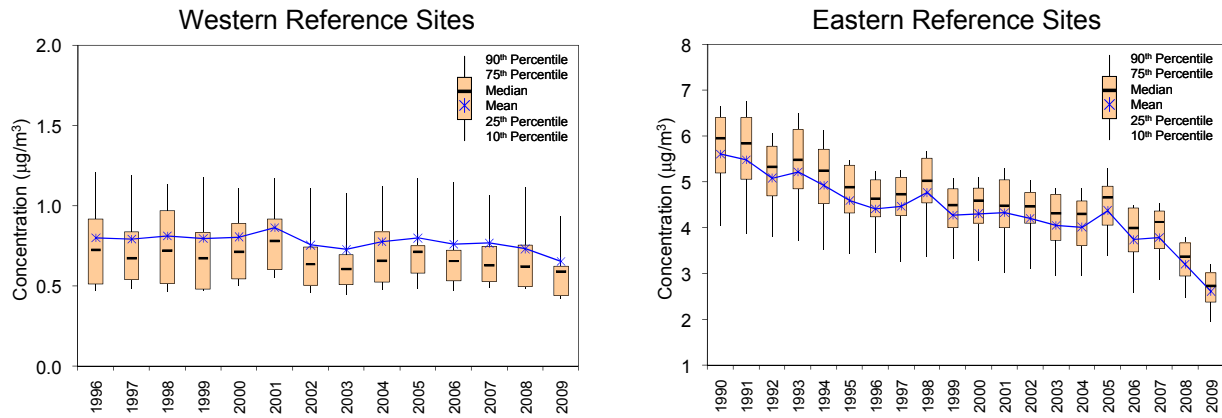 Western Reference Sites
2.0
1.5
1.0
0.5
0.0
Concentration (µg/m³)
90th Percentile
75th Percentile
Median
Mean
25th Percentile
10th Percentile
1996
1997
1998
1999
2000
2001
2002
2003
2004
2005
2006
2007
2008
2009
Eastern Reference Sites
8
7
6
5
4
3
2
1
Concentration (µg/m³)
90th Percentile
75th Percentile
Median
Mean
25th Percentile
10th Percentile
1990
1991
1992
1993
1994
1995
1996
1997
1998
1999
2000
2001
2002
2003
2004
2005
2006
2007
2008
2009